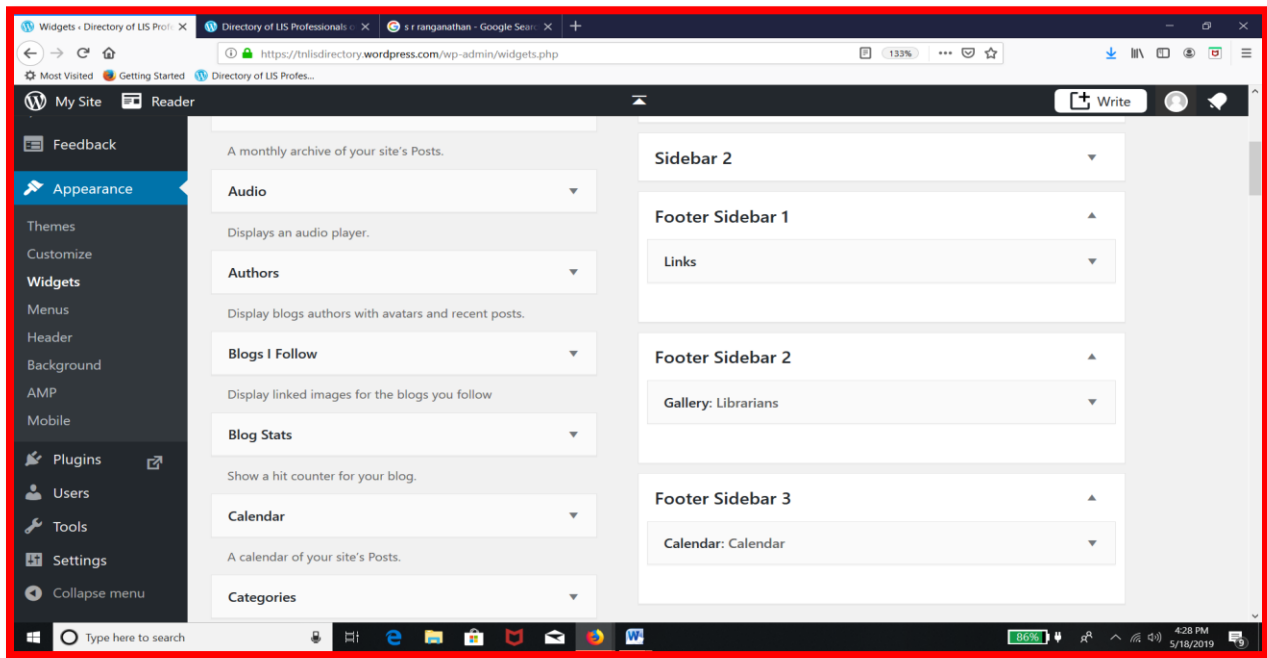 Widgets ‹ Directory of LIS Profe
Directory of LIS Professionals o
s r ranganathan - Google Searc
https://tnlisdirectory.wordpress.com/wp-admin/widgets.php
133%
Most Visited
Getting Started
Directory of LIS Profes...
My Site
Reader
Write
Feedback
Appearance
Themes
Customize
Widgets
Menus
Header
Background
AMP
Mobile
Plugins
Users
Tools
Settings
Collapse menu
A monthly archive of your site's Posts.
Audio
Displays an audio player.
Authors
Display blogs authors with avatars and recent posts.
Blogs I Follow
Display linked images for the blogs you follow
Blog Stats
Show a hit counter for your blog.
Calendar
A calendar of your site's Posts.
Categories
Sidebar 2
Footer Sidebar 1
Links
Footer Sidebar 2
Gallery: Librarians
Footer Sidebar 3
Calendar: Calendar
Type here to search
86%
4:28 PM
5/18/2019
9